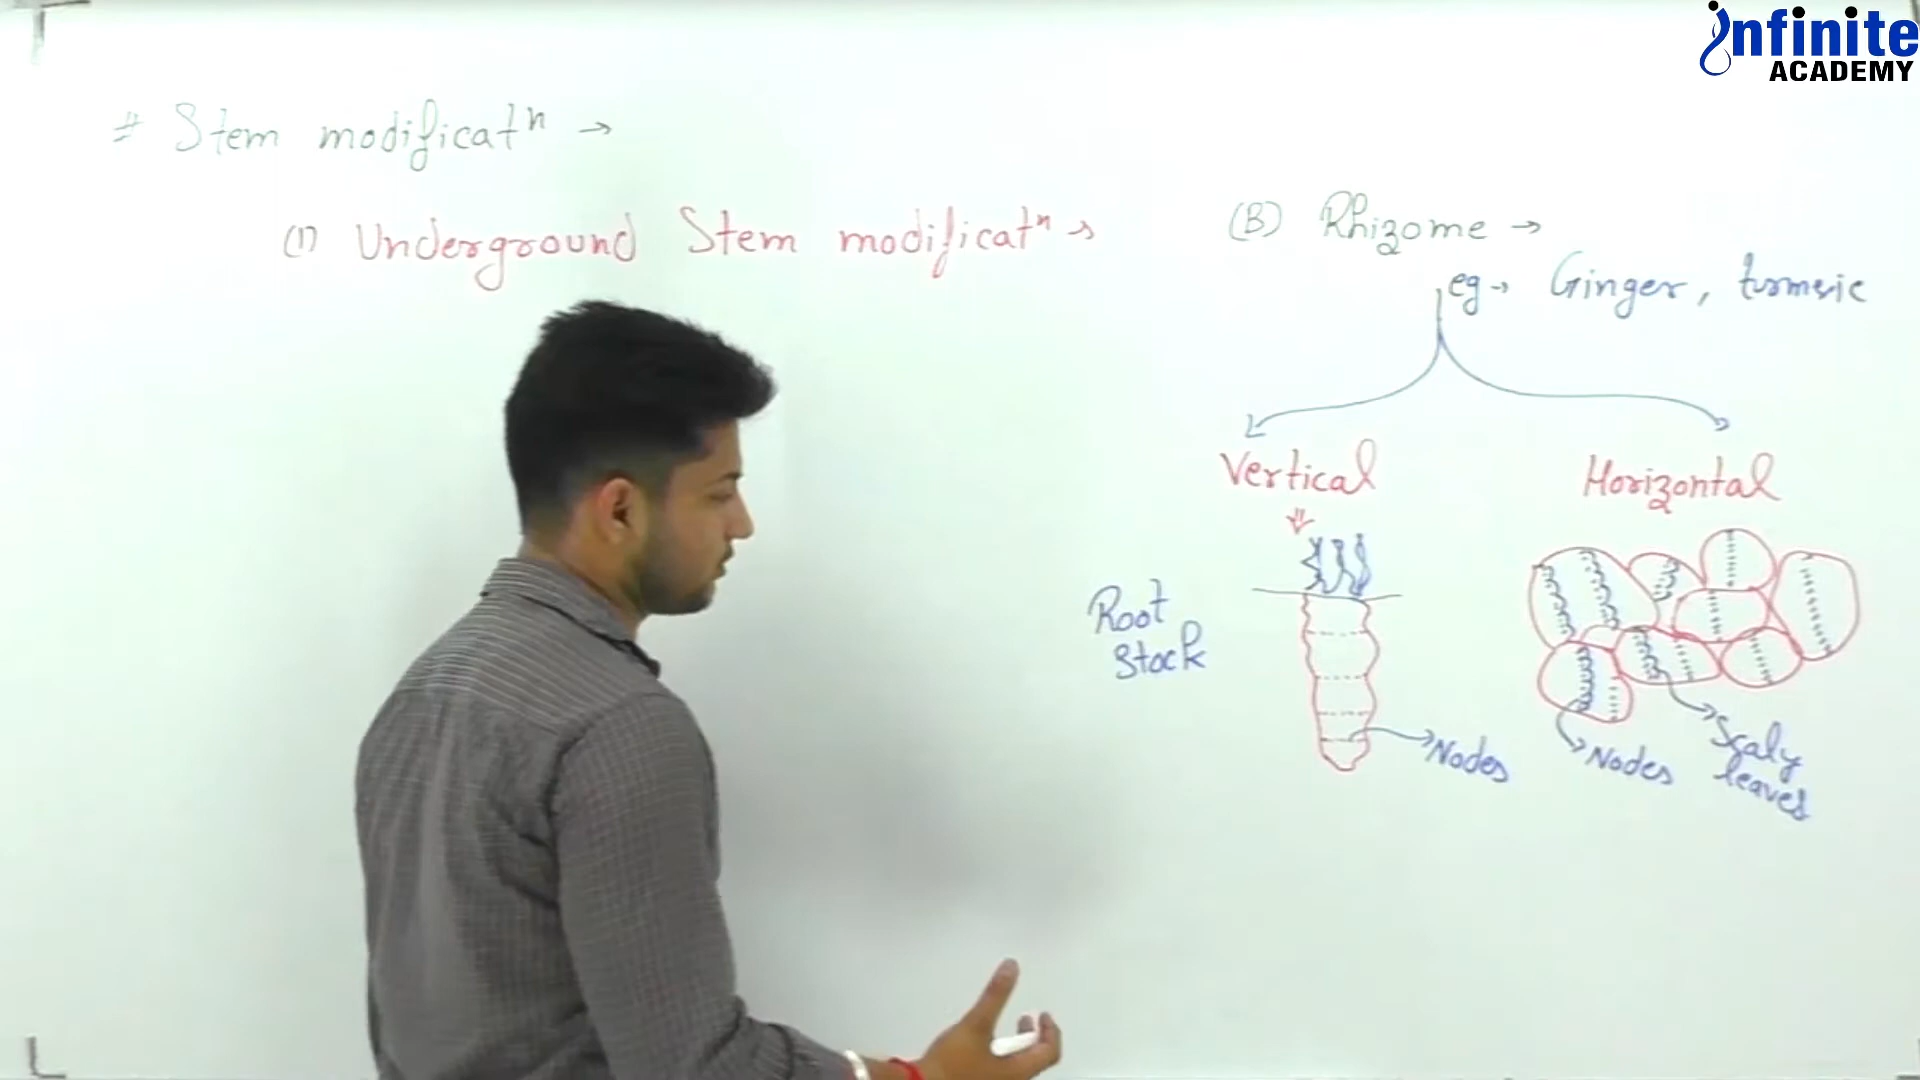 infinite
ACADEMY
# Stem modificatⁿ →
(1) Underground Stem modificatⁿ →
(B) Rhizome →
eg → Ginger, turmeric
Vertical
Horizontal
Root
Stock
Nodes
Nodes
Scaly
leaves